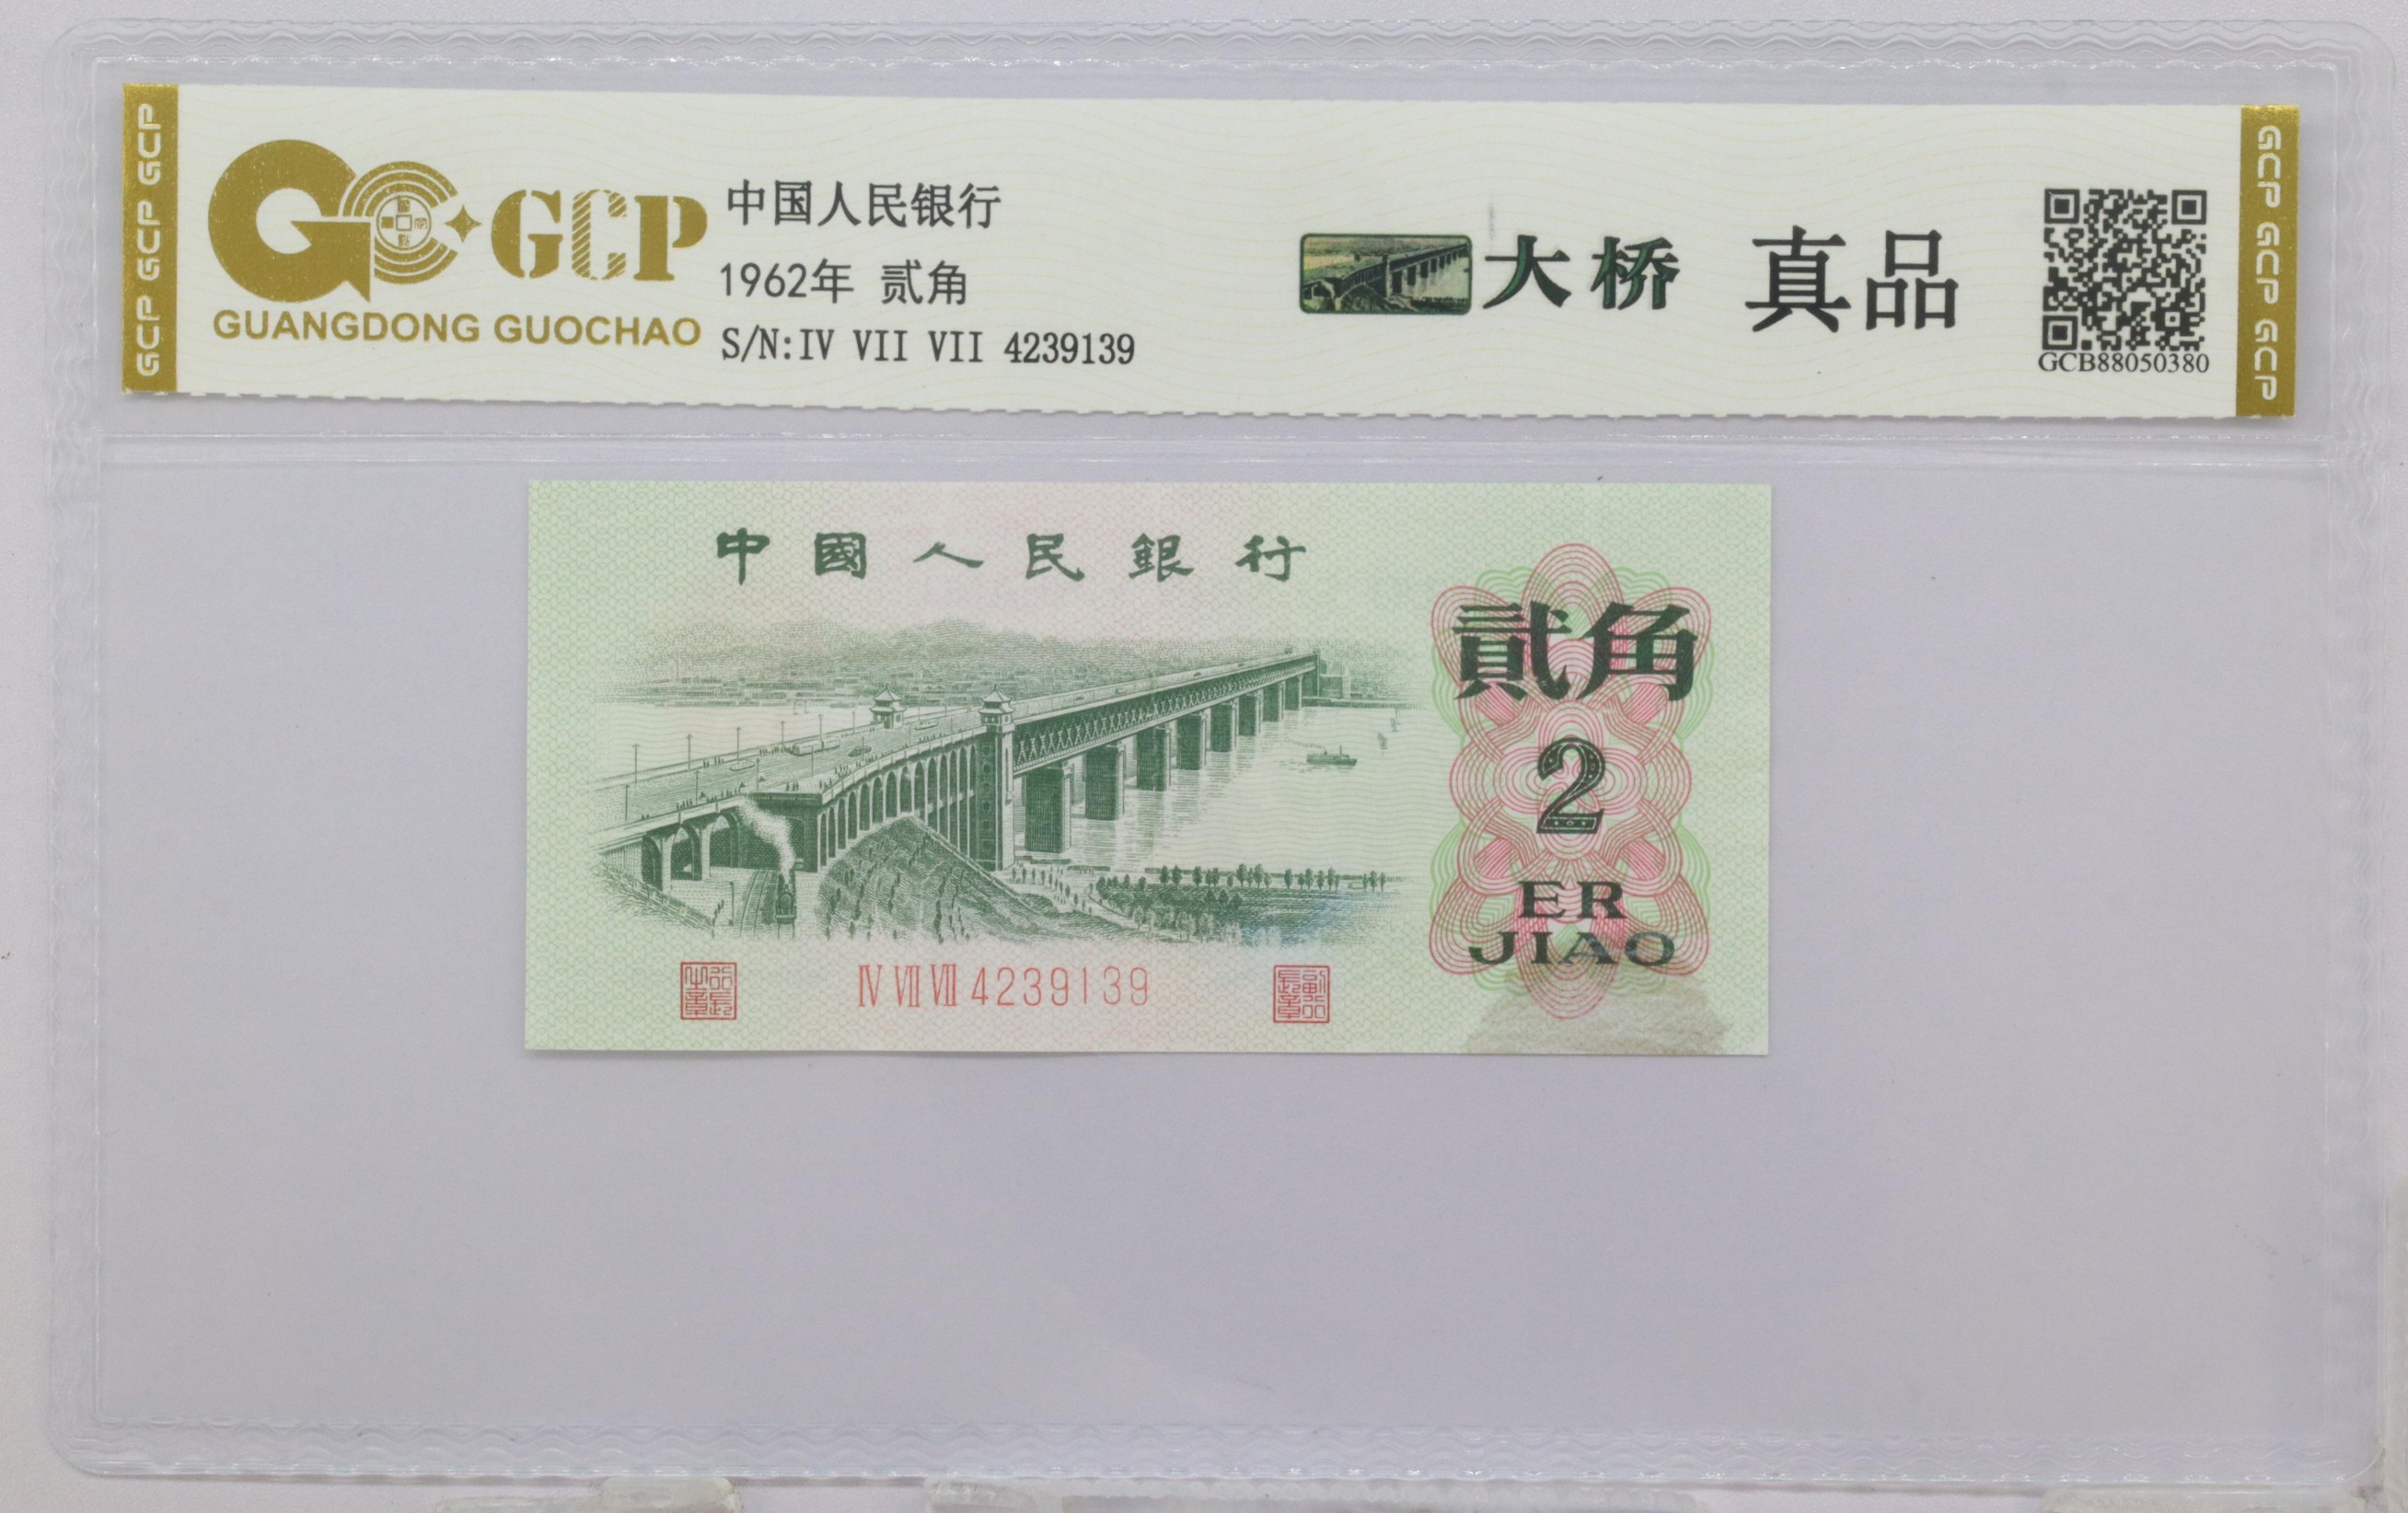 GCP GCP GCP
GCP
GUANGDONG GUOCHAO
中国人民银行
1962年 贰角
S/N:IV VII VII 4239139
大桥 真品
GCB88050380
GCP GCP GCP
中國人民銀行
貳角
2
ER
JIAO
IV VII VII 4239139